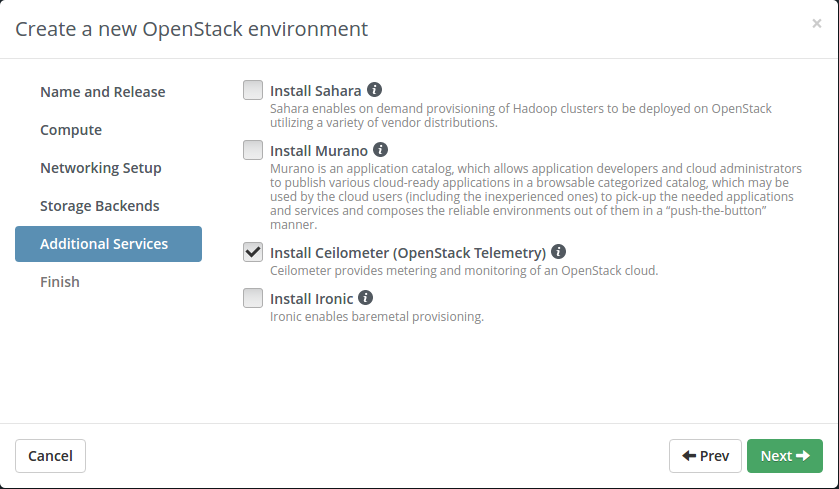 Create a new OpenStack environment
×
Name and Release
Compute
Networking Setup
Storage Backends
Additional Services
Finish
Install Sahara
Sahara enables on demand provisioning of Hadoop clusters to be deployed on OpenStack
utilizing a variety of vendor distributions.
Install Murano
Murano is an application catalog, which allows application developers and cloud administrators
to publish various cloud-ready applications in a browsable categorized catalog, which may be
used by the cloud users (including the inexperienced ones) to pick-up the needed applications
and services and composes the reliable environments out of them in a “push-the-button”
manner.
Install Ceilometer (OpenStack Telemetry)
Ceilometer provides metering and monitoring of an OpenStack cloud.
Install Ironic
Ironic enables baremetal provisioning.
Cancel
Prev
Next